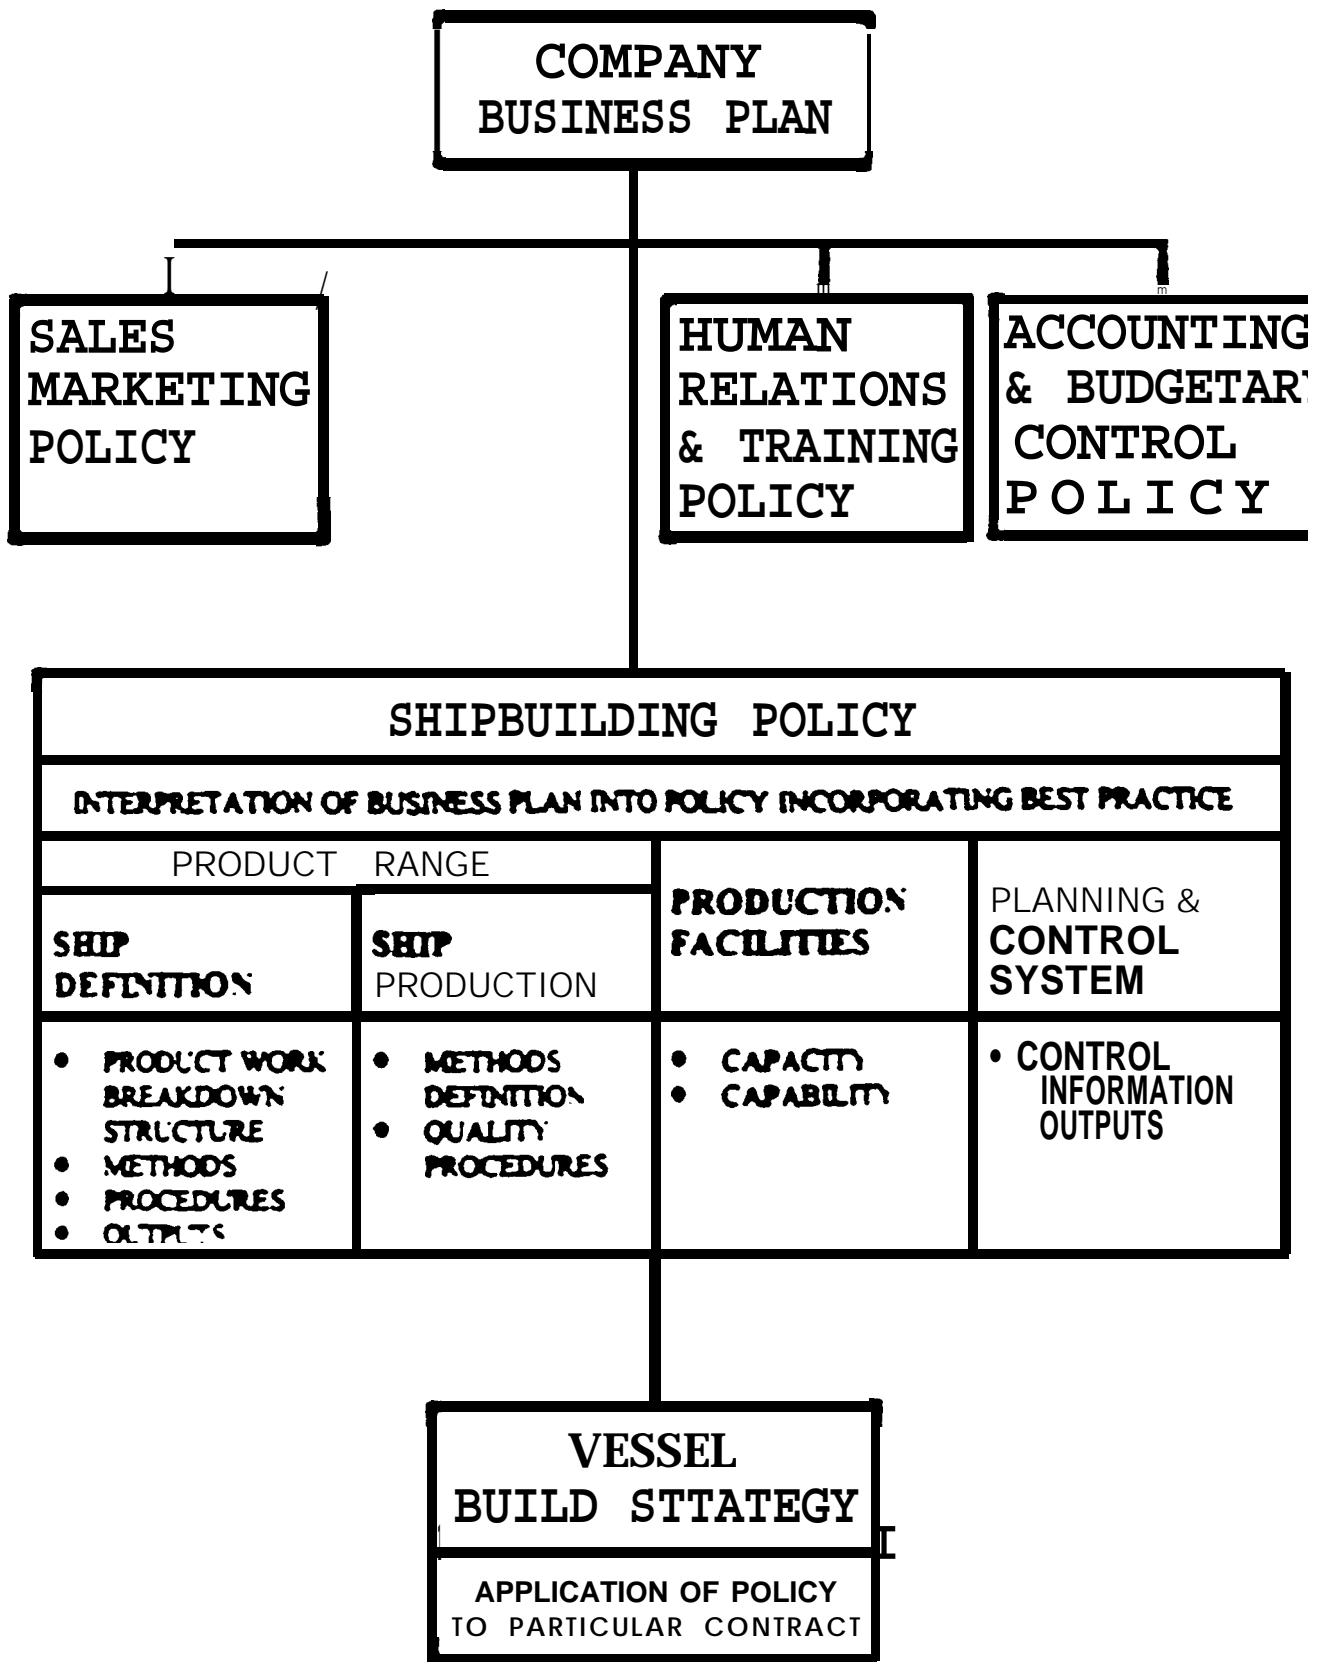 COMPANY
BUSINESS PLAN
SALES
MARKETING
POLICY
HUMAN
RELATIONS
& TRAINING
POLICY
ACCOUNTING
& BUDGETARY
CONTROL
POLICY
SHIPBUILDING POLICY
INTERPRETATION OF BUSINESS PLAN INTO POLICY INCORPORATING BEST PRACTICE
PRODUCT RANGE
SHIP
DEFINITION
SHIP
PRODUCTION
PRODUCTION
FACILITIES
PLANNING &
CONTROL
SYSTEM
• PRODUCT WORK
BREAKDOWN
STRUCTURE
• METHODS
• PROCEDURES
• OUTPUTS
• METHODS
DEFINITION
• QUALITY
PROCEDURES
• CAPACITY
• CAPABILITY
• CONTROL
INFORMATION
OUTPUTS
VESSEL
BUILD STTATEGY
APPLICATION OF POLICY
TO PARTICULAR CONTRACT